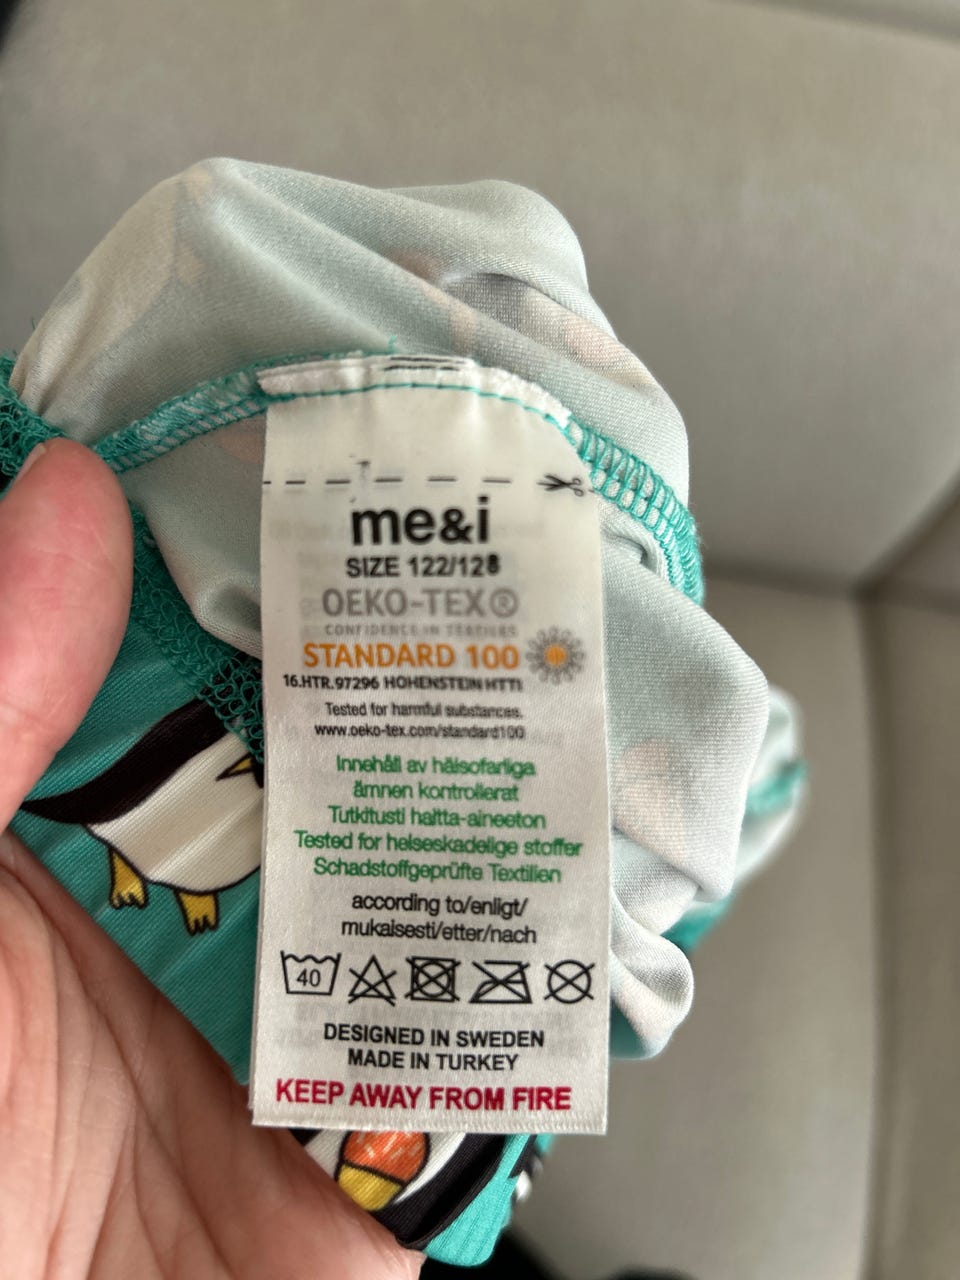 me&i
SIZE 122/128
OEKO-TEX®
CONFIDENCE IN TEXTILES
STANDARD 100
16.HTR.97296 HOHENSTEIN HTTI
Tested for harmful substances.
www.oeko-tex.com/standard100
Innehåll av hälsofarliga
ämnen kontrollerat
Tutkitusti haitta-aineeton
Tested for helseskadelige stoffer
Schadstoffgeprüfte Textilien
according to/enligt/
mukaisesti/etter/nach
40
DESIGNED IN SWEDEN
MADE IN TURKEY
KEEP AWAY FROM FIRE